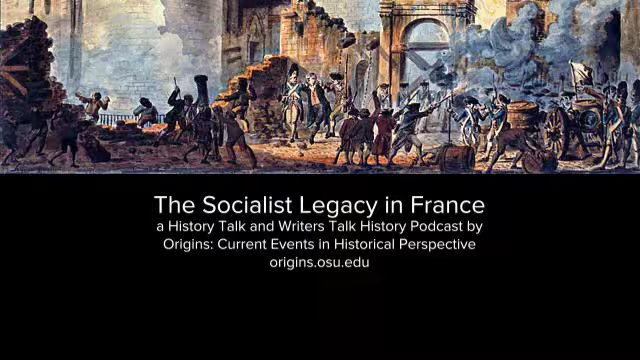 The Socialist Legacy in France
a History Talk and Writers Talk History Podcast by
Origins: Current Events in Historical Perspective
origins.osu.edu